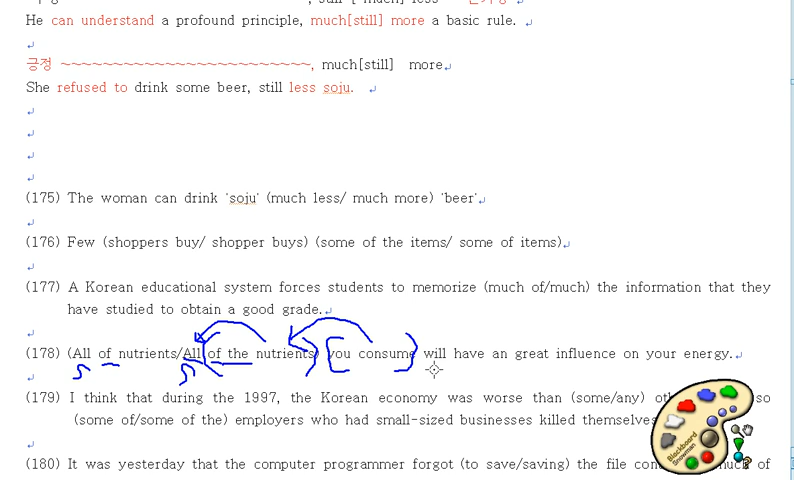 He can understand a profound principle, much[still] more a basic rule.
긍정 ~~~~~~~~~~~~~~~~~~~~~~~~, much[still] more
She refused to drink some beer, still less soju.
(175) The woman can drink 'soju' (much less/ much more) 'beer'
(176) Few (shoppers buy/ shopper buys) (some of the items/ some of items).
(177) A Korean educational system forces students to memorize (much of/much) the information that they
have studied to obtain a good grade.
(178) (All of nutrients/All of the nutrients) you consume will have an great influence on your energy.
S S
(179) I think that during the 1997, the Korean economy was worse than (some/any) so
(some of/some of the) employers who had small-sized businesses killed themselves
(180) It was yesterday that the computer programmer forgot (to save/saving) the file of
Blackboard